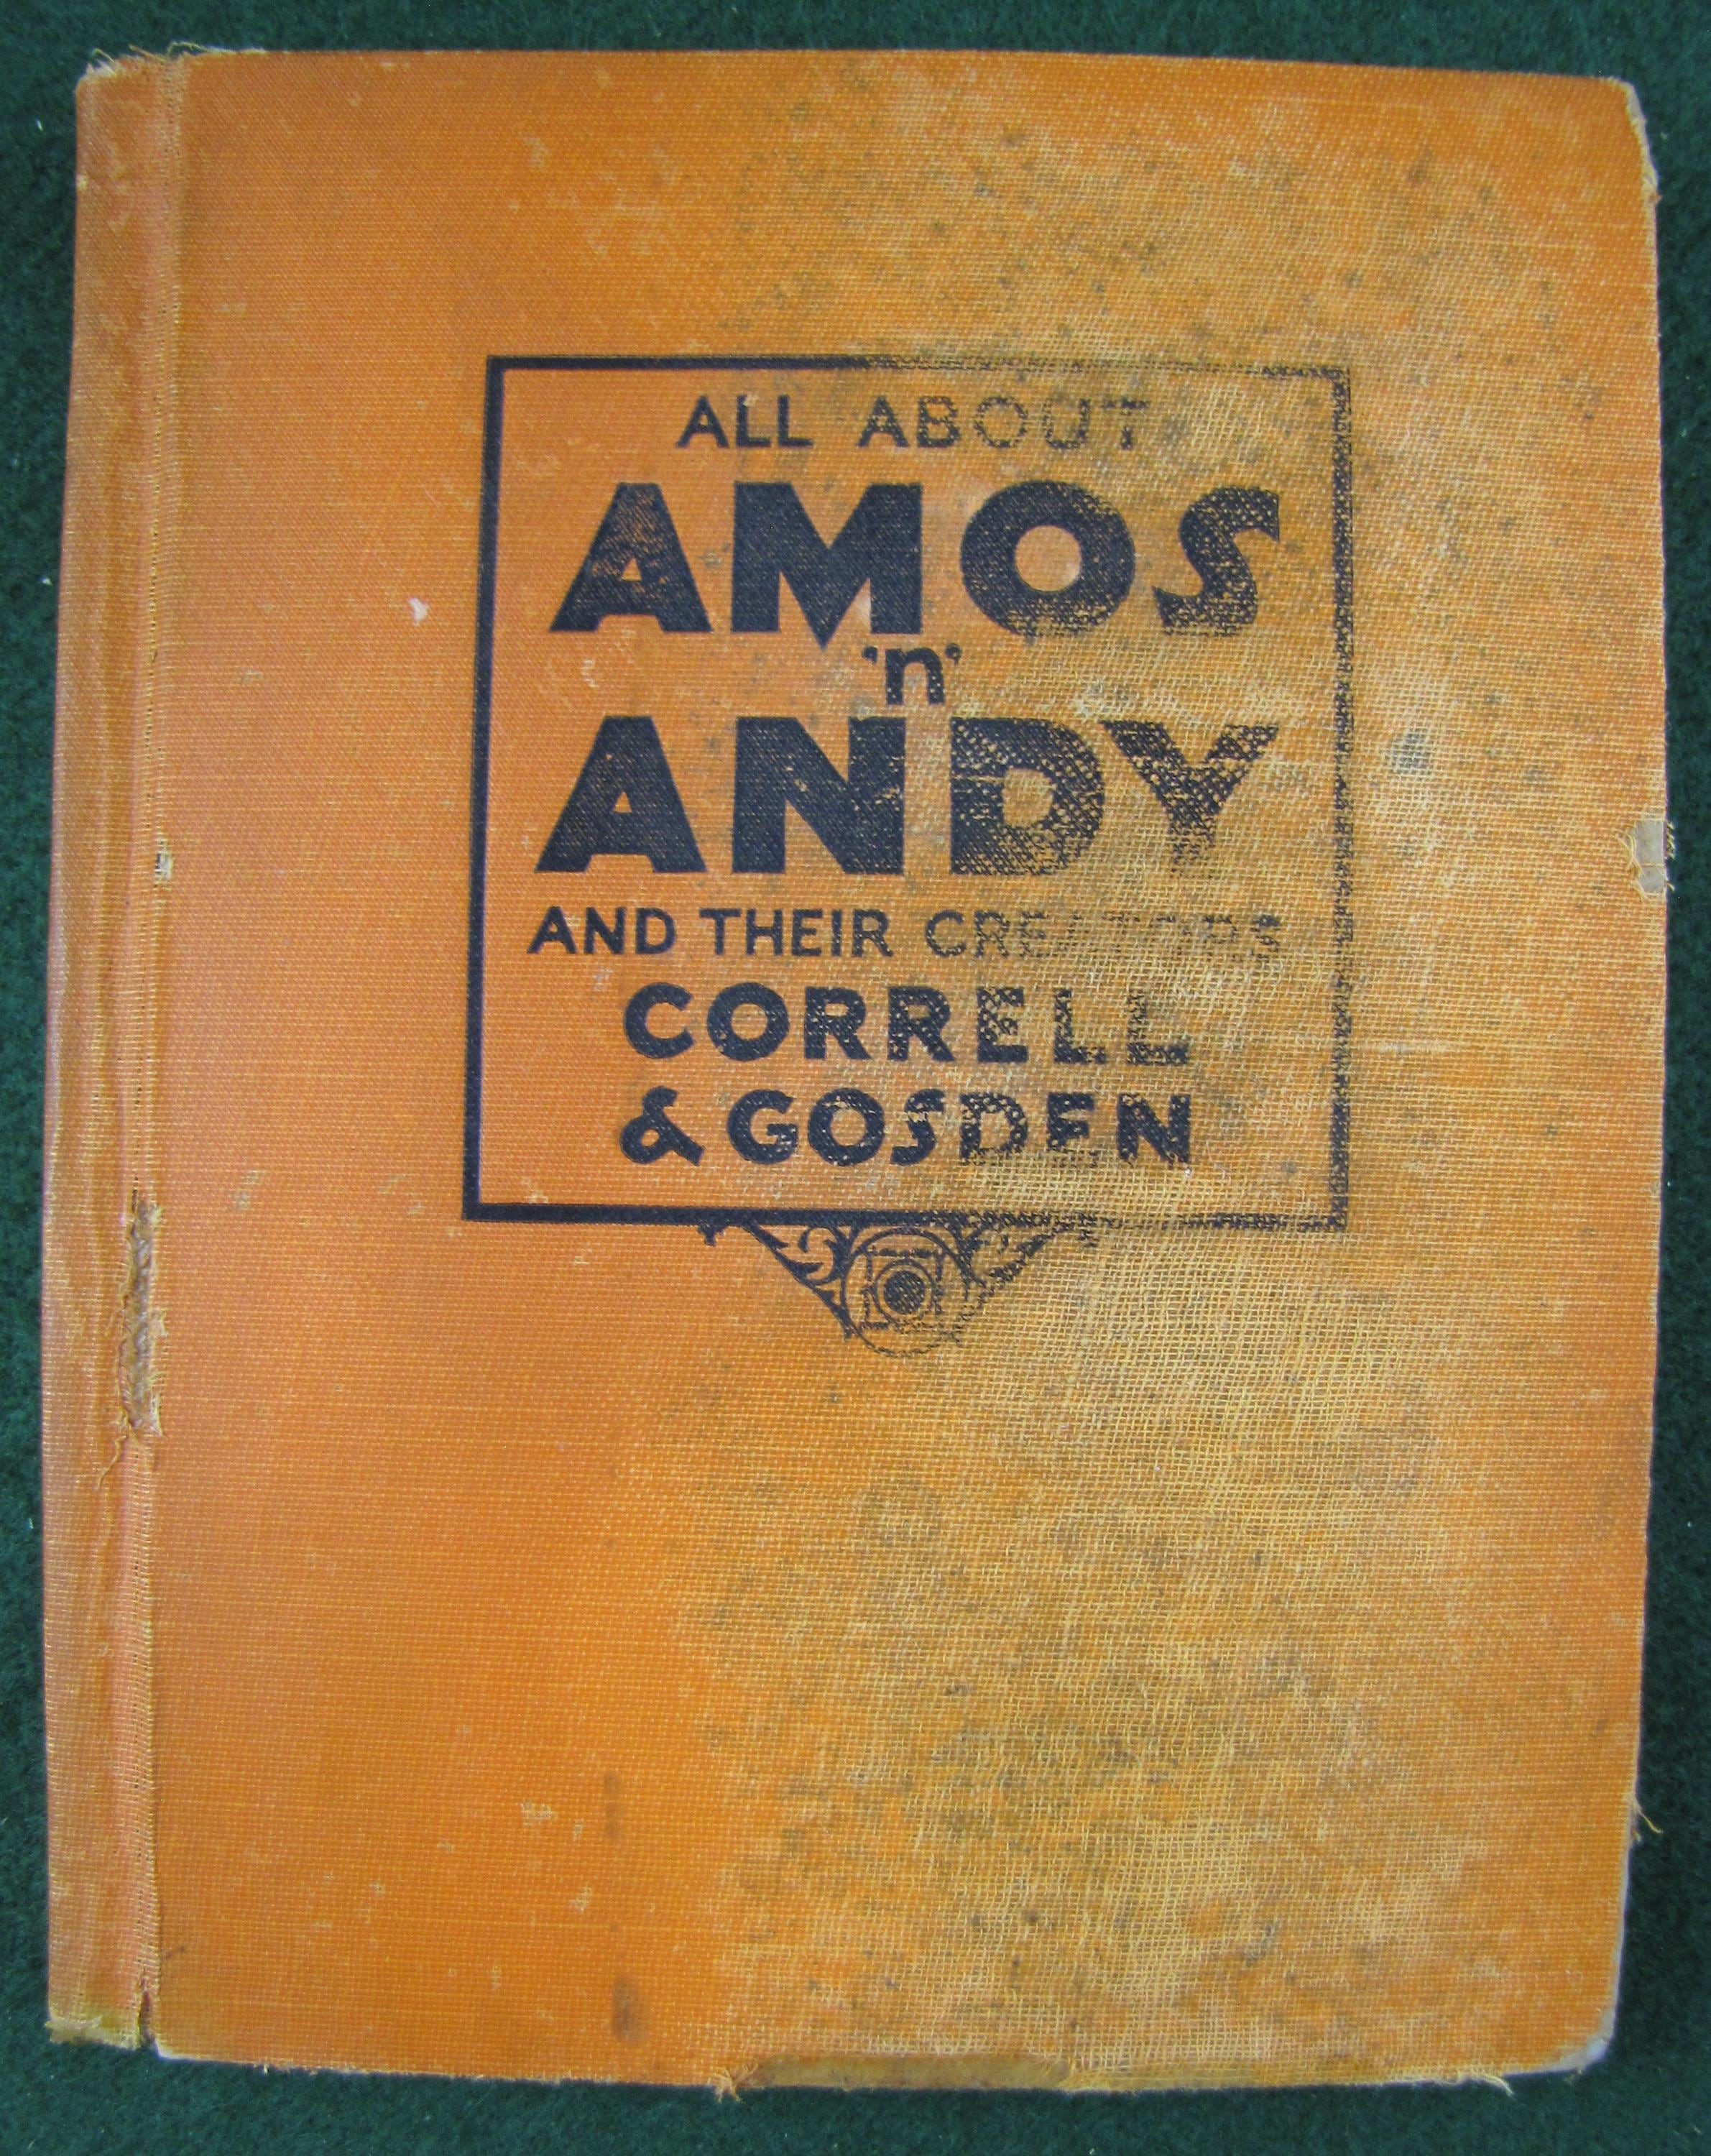 ALL ABOUT
AMOS
'n'
ANDY
AND THEIR CREATORS
CORRELL
& GOSDEN